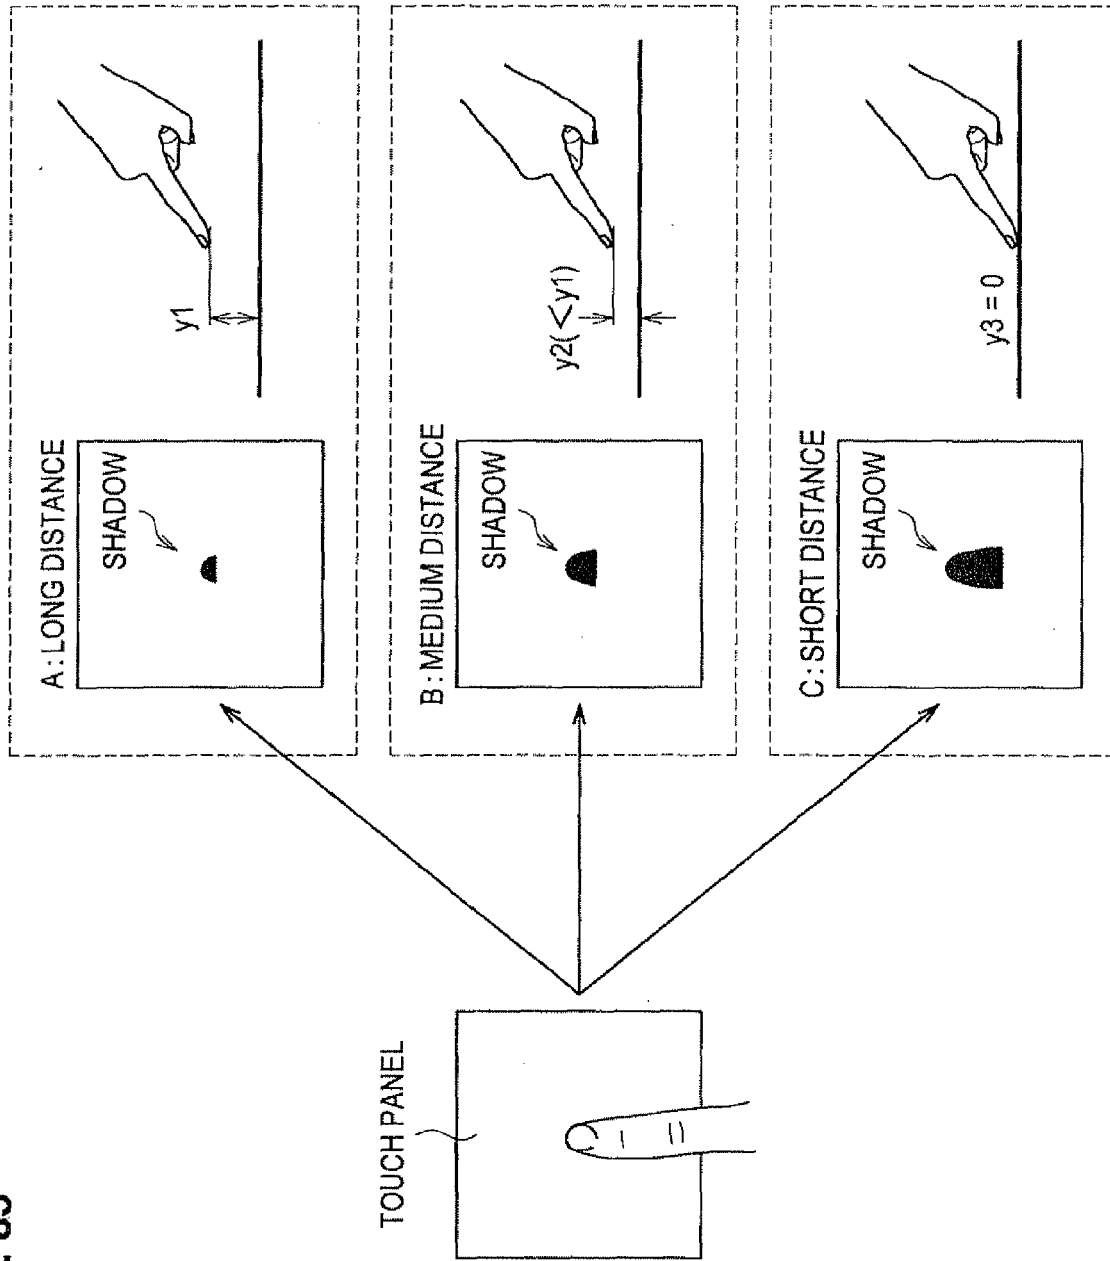 TOUCH PANEL
A : LONG DISTANCE
SHADOW
y1
B : MEDIUM DISTANCE
SHADOW
y2( <y1)
C : SHORT DISTANCE
SHADOW
y3 = 0